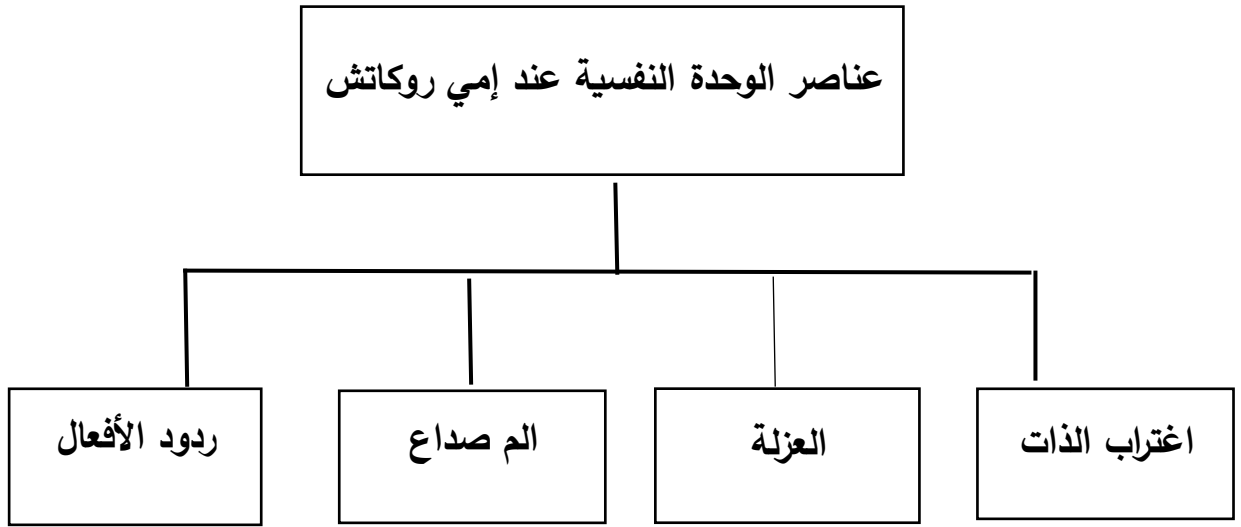 عناصر الوحدة النفسية عند إمي روكاتش
اغتراب الذات
العزلة
الم صداع
ردود الأفعال